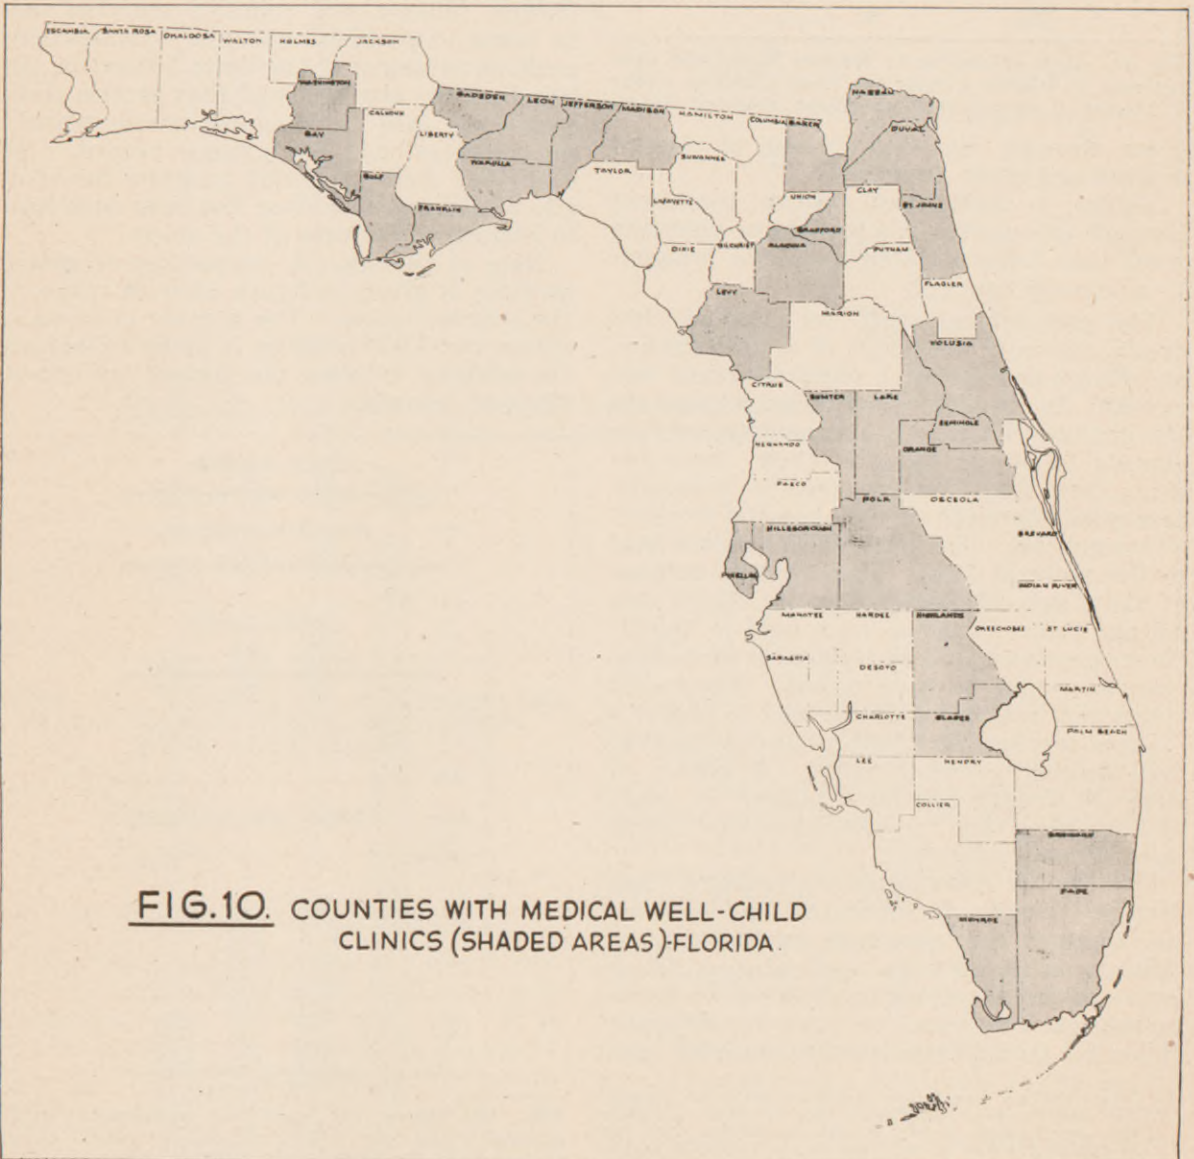 ESCAMBIA SANTA ROSA OKALOOSA WALTON HOLMES JACKSON
WASHINGTON
BAY
CALHOUN
LIBERTY
GULF
FRANKLIN
GADSDEN LEON JEFFERSON MADISON HAMILTON COLUMBIA BAKER
WAKULLA
TAYLOR
SUWANNEE
LAFAYETTE
NASSAU
DUVAL
UNION
CLAY
ST. JOHNS
BRADFORD
DIXIE
GILCHRIST
ALACHUA
PUTNAM
FLAGLER
LEVY
MARION
VOLUSIA
CITRUS
SUMTER
LAKE
SEMINOLE
HERNANDO
ORANGE
PASCO
POLK
OSCEOLA
HILLSBOROUGH
BREVARD
PINELLAS
INDIAN RIVER
MANATEE HARDEE HIGHLANDS
OKEECHOBEE ST LUCIE
SARASOTA
DESOTO
MARTIN
CHARLOTTE
GLADES
PALM BEACH
LEE
HENDRY
COLLIER
BROWARD
DADE
MONROE
FIG.10. COUNTIES WITH MEDICAL WELL-CHILD
CLINICS (SHADED AREAS)-FLORIDA.